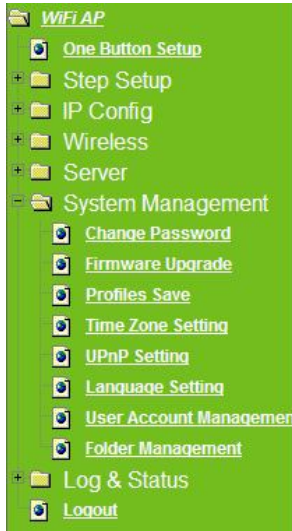 WiFi AP
One Button Setup
Step Setup
IP Config
Wireless
Server
System Management
Change Password
Firmware Upgrade
Profiles Save
Time Zone Setting
UPnP Setting
Language Setting
User Account Managemen
Folder Management
Log & Status
Logout